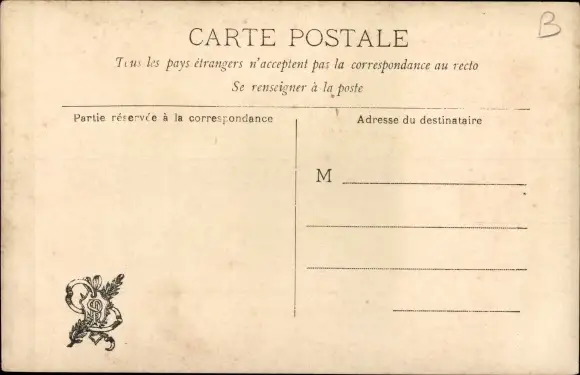 B
CARTE POSTALE
Tous les pays étrangers n'acceptent pas la correspondance au recto
Se renseigner à la poste
Partie réservée à la correspondance
Adresse du destinataire
M